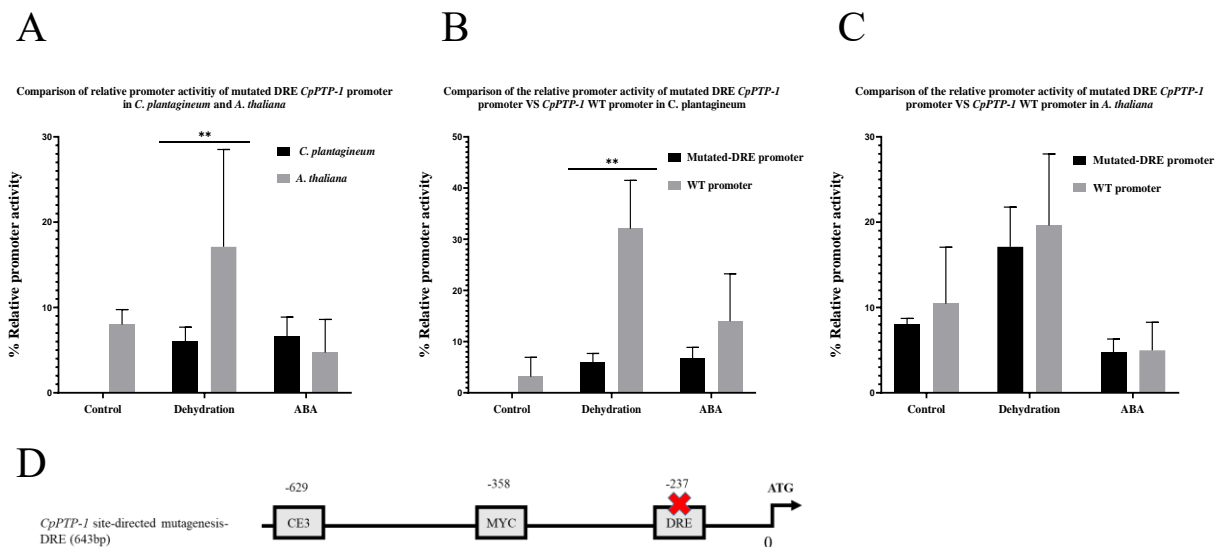 A
Comparison of relative promoter activitiy of mutated DRE CpPTP-1 promoter
in C. plantagineum and A. thaliana
30
20
10
0
% Relative promoter activity
**
C. plantagineum
A. thaliana
Control
Dehydration
ABA
B
Comparison of the relative promoter activity of mutated DRE CpPTP-1
promoter VS CpPTP-1 WT promoter in C. plantagineum
50
40
30
20
10
0
% Relative promoter activity
**
Mutated-DRE promoter
WT promoter
Control
Dehydration
ABA
C
Comparison of the relative promoter activity of mutated DRE CpPTP-1
promoter VS CpPTP-1 WT promoter in A. thaliana
30
20
10
0
% Relative promoter activity
Mutated-DRE promoter
WT promoter
Control
Dehydration
ABA
D
CpPTP-1 site-directed mutagenesis-
DRE (643bp)
-629
CE3
-358
MYC
-237
DRE
ATG
0